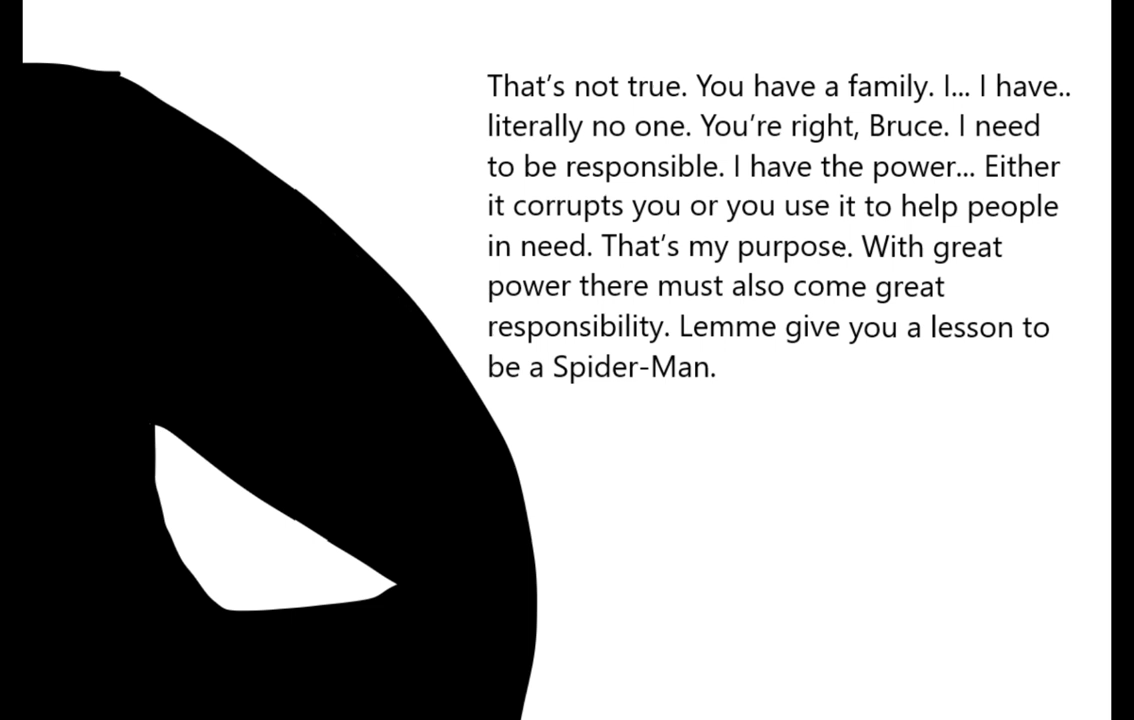 That's not true. You have a family. I... I have..
literally no one. You're right, Bruce. I need
to be responsible. I have the power... Either
it corrupts you or you use it to help people
in need. That's my purpose. With great
power there must also come great
responsibility. Lemme give you a lesson to
be a Spider-Man.